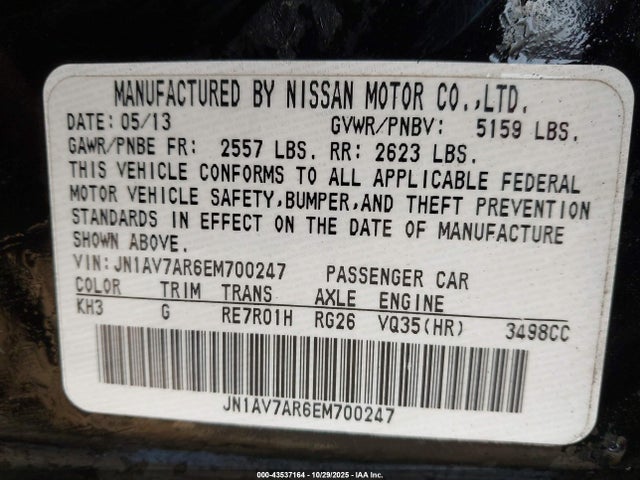 MANUFACTURED BY NISSAN MOTOR CO.,LTD.
DATE: 05/13 GVWR/PNBV: 5159 LBS.
GAWR/PNBE FR: 2557 LBS. RR: 2623 LBS.
THIS VEHICLE CONFORMS TO ALL APPLICABLE FEDERAL
MOTOR VEHICLE SAFETY,BUMPER,AND THEFT PREVENTION
STANDARDS IN EFFECT ON THE DATE OF MANUFACTURE
SHOWN ABOVE.
VIN:JN1AV7AR6EM700247 PASSENGER CAR
COLOR TRIM TRANS AXLE ENGINE
KH3 G RE7R01H RG26 VQ35(HR) 3498CC
JN1AV7AR6EM700247
000-43537164 - 10/29/2025 - IAA Inc.